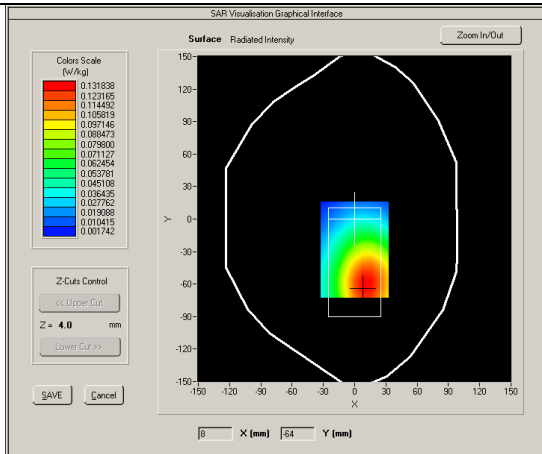 SAR Visualisation Graphical Interface
Surface Radiated Intensity
Zoom In/Out
Colors Scale
(W/kg)
0.131838
0.123165
0.114492
0.105819
0.097146
0.088473
0.079800
0.071127
0.062454
0.053781
0.045108
0.036435
0.027762
0.019088
0.010415
0.001742
Z-Cuts Control
<< Upper Cut
Z = 4.0 mm
Lower Cut >>
SAVE Cancel
150
120
90
60
30
0
-30
-60
-90
-120
-150
Y
-150 -120 -90 -60 -30 0 30 60 90 120 150
X
8 X (mm) -64 Y (mm)